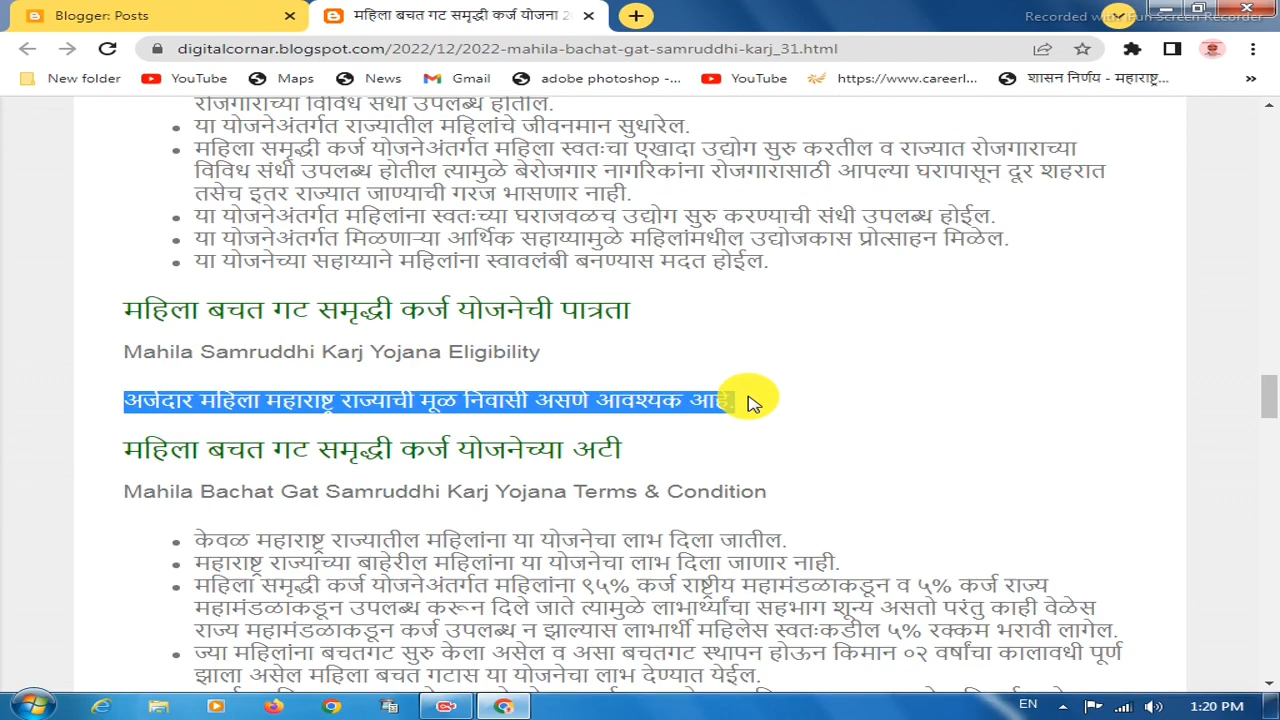 Blogger: Posts
महिला बचत गट समृद्धी कर्ज योजना 2
Recorded with iFun Screen Recorder
digitalcornar.blogspot.com/2022/12/2022-mahila-bachat-gat-samruddhi-karj_31.html
New folder
YouTube
Maps
News
Gmail
adobe photoshop -...
YouTube
https://www.careerl...
शासन निर्णय - महाराष्ट्र...
»
रोजगाराच्या विविध संधी उपलब्ध होतील.
या योजनेअंतर्गत राज्यातील महिलांचे जीवनमान सुधारेल.
महिला समृद्धी कर्ज योजनेअंतर्गत महिला स्वतःचा एखादा उद्योग सुरु करतील व राज्यात रोजगाराच्या
विविध संधी उपलब्ध होतील त्यामुळे बेरोजगार नागरिकांना रोजगारासाठी आपल्या घरापासून दूर शहरात
तसेच इतर राज्यात जाण्याची गरज भासणार नाही.
या योजनेअंतर्गत महिलांना स्वतःच्या घराजवळच उद्योग सुरु करण्याची संधी उपलब्ध होईल.
या योजनेअंतर्गत मिळणाऱ्या आर्थिक सहाय्यामुळे महिलांमधील उद्योजकास प्रोत्साहन मिळेल.
या योजनेच्या सहाय्याने महिलांना स्वावलंबी बनण्यास मदत होईल.
महिला बचत गट समृद्धी कर्ज योजनेची पात्रता
Mahila Samruddhi Karj Yojana Eligibility
अर्जदार महिला महाराष्ट्र राज्याची मूळ निवासी असणे आवश्यक आहे.
महिला बचत गट समृद्धी कर्ज योजनेच्या अटी
Mahila Bachat Gat Samruddhi Karj Yojana Terms & Condition
केवळ महाराष्ट्र राज्यातील महिलांना या योजनेचा लाभ दिला जातील.
महाराष्ट्र राज्यांच्या बाहेरील महिलांना या योजनेचा लाभ दिला जाणार नाही.
महिला समृद्धी कर्ज योजनेअंतर्गत महिलांना ९५% कर्ज राष्ट्रीय महामंडळाकडून व ५% कर्ज राज्य
महामंडळाकडून उपलब्ध करून दिले जाते त्यामुळे लाभार्थ्यांचा सहभाग शून्य असतो परंतु काही वेळेस
राज्य महामंडळाकडून कर्ज उपलब्ध न झाल्यास लाभार्थी महिलेस स्वतःकडील ५% रक्कम भरावी लागेल.
ज्या महिलांना बचतगट सुरु केला असेल व असा बचतगट स्थापन होऊन किमान ०२ वर्षांचा कालावधी पूर्ण
झाला असेल महिला बचत गटास या योजनेचा लाभ देण्यात येईल.
EN
1:20 PM